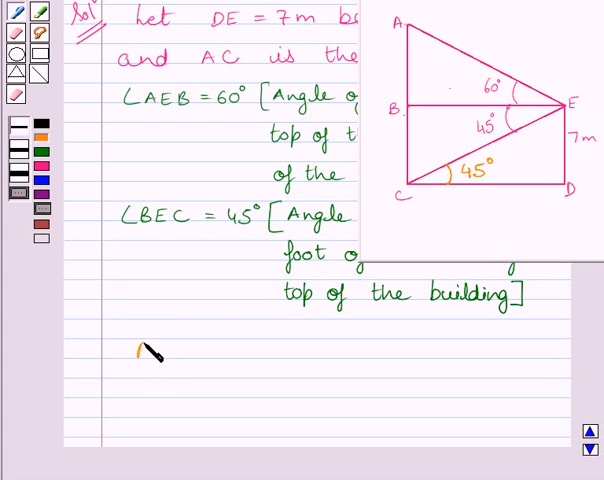 Solⁿ Let DE = 7m
and AC is the
∠AEB = 60° [Angle
top of
of the
∠BEC = 45° [Angle
foot
top of the building]
A
60°
B
E
45°
7m
45°
C
D